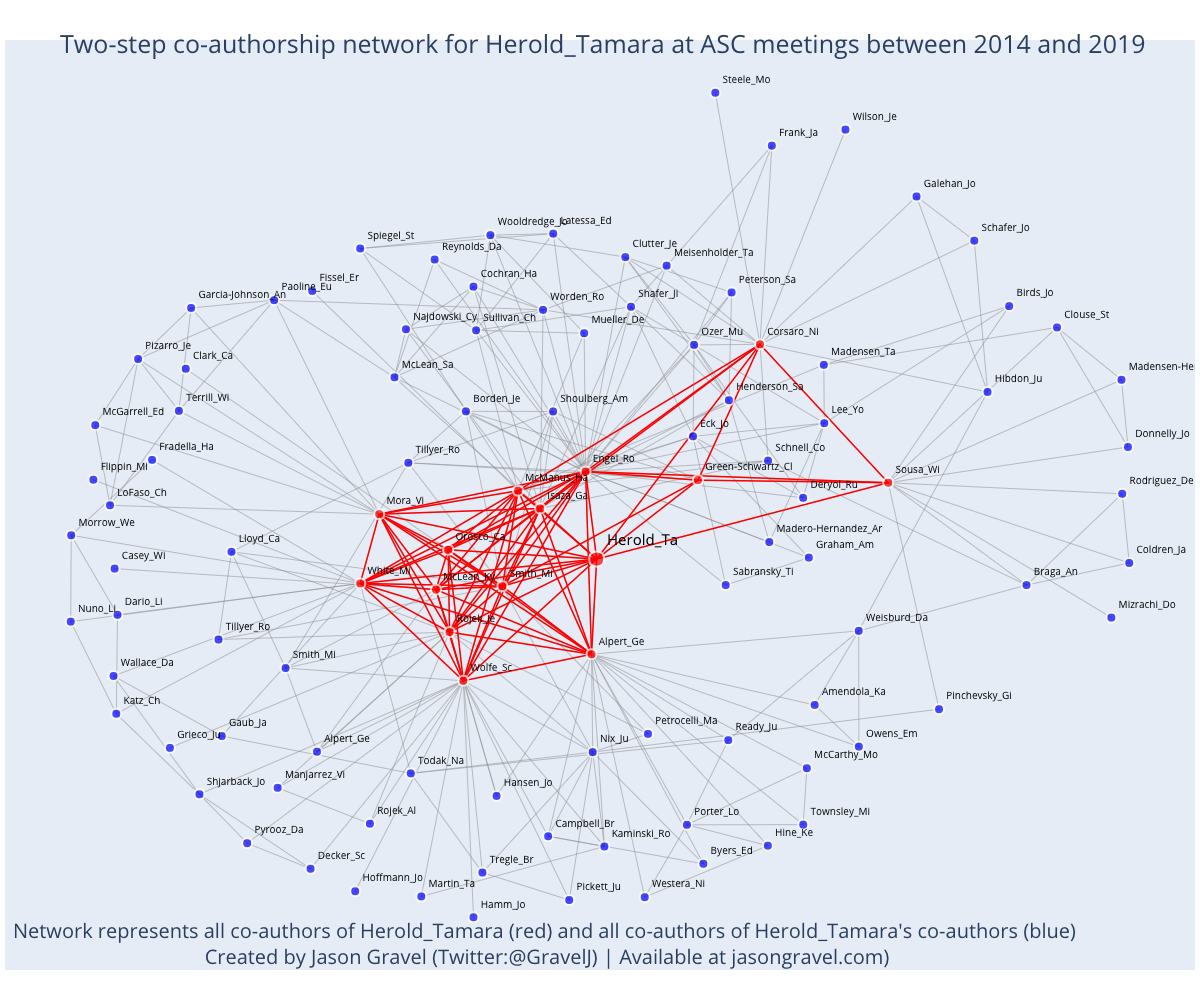 Two-step co-authorship network for Herold_Tamara at ASC meetings between 2014 and 2019
Steele_Mo
Wilson_Je
Frank_Ja
Galehan_Jo
Wooldredge_Jo
Latessa_Ed
Schafer_Jo
Spiegel_St
Reynolds_Da
Clutter_Je
Meisenholder_Ta
Fissel_Er
Cochran_Ha
Peterson_Sa
Paoline_Eu
Garcia-Johnson_An
Worden_Ro
Shafer_Ji
Birds_Jo
Najdowski_Cy
Sullivan_Ch
Mueller_De
Clouse_St
Ozer_Mu
Corsaro_Ni
Pizarro_Je
Clark_Ca
McLean_Sa
Madensen_Ta
Madensen-He
Henderson_Sa
Hibdon_Ju
Terrill_Wi
Borden_Je
Shoulberg_Am
Lee_Yo
McGarrell_Ed
Eck_Jo
Donnelly_Jo
Fradella_Ha
Tillyer_Ro
Schnell_Co
Engel_Ro
Flippin_Mi
McManus_Ha
Green-Schwartz_Cl
Sousa_Wi
LoFaso_Ch
Mora_Vi
Isaza_Ga
Deryol_Ru
Rodriguez_De
Morrow_We
Lloyd_Ca
Orosco_Ca
Herold_Ta
Madero-Hernandez_Ar
Graham_Am
Coldren_Ja
Casey_Wi
White_Mi
McLean_Ky
Smith_Mi
Sabransky_Ti
Braga_An
Nuno_Li
Dario_Li
Mizrachi_Do
Tillyer_Ro
Rojek_Je
Alpert_Ge
Weisburd_Da
Wallace_Da
Smith_Mi
Wolfe_Sc
Katz_Ch
Amendola_Ka
Pinchevsky_Gi
Grieco_Ju
Gaub_Ja
Alpert_Ge
Petrocelli_Ma
Nix_Ju
Ready_Ju
Owens_Em
McCarthy_Mo
Shjarback_Jo
Manjarrez_Vi
Todak_Na
Hansen_Jo
Rojek_Al
Campbell_Br
Kaminski_Ro
Porter_Lo
Townsley_Mi
Pyrooz_Da
Hine_Ke
Decker_Sc
Tregle_Br
Byers_Ed
Hoffmann_Jo
Martin_Ta
Pickett_Ju
Westera_Ni
Hamm_Jo
Network represents all co-authors of Herold_Tamara (red) and all co-authors of Herold_Tamara's co-authors (blue)
Created by Jason Gravel (Twitter:@GravelJ) | Available at jasongravel.com)